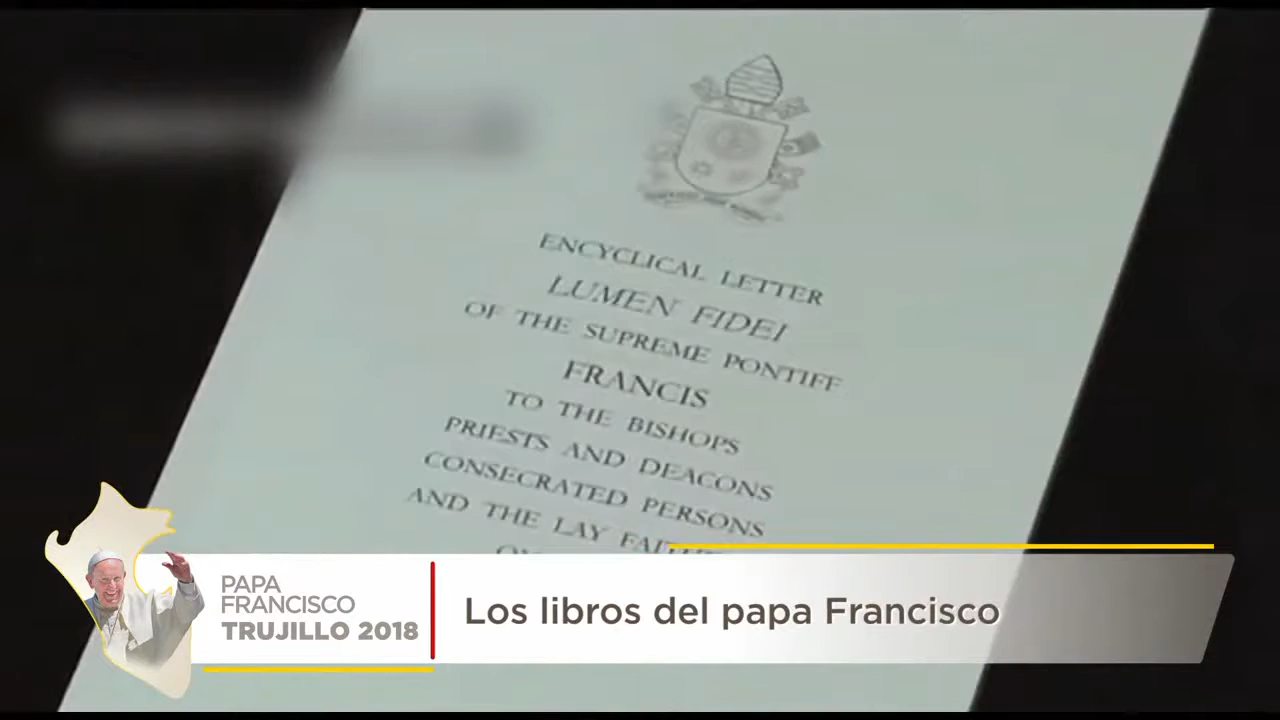 ENCYCLICAL LETTER
LUMEN FIDEI
OF THE SUPREME PONTIFF
FRANCIS
TO THE BISHOPS
PRIESTS AND DEACONS
CONSECRATED PERSONS
AND THE LAY
PAPA
FRANCISCO
TRUJILLO 2018
Los libros del papa Francisco